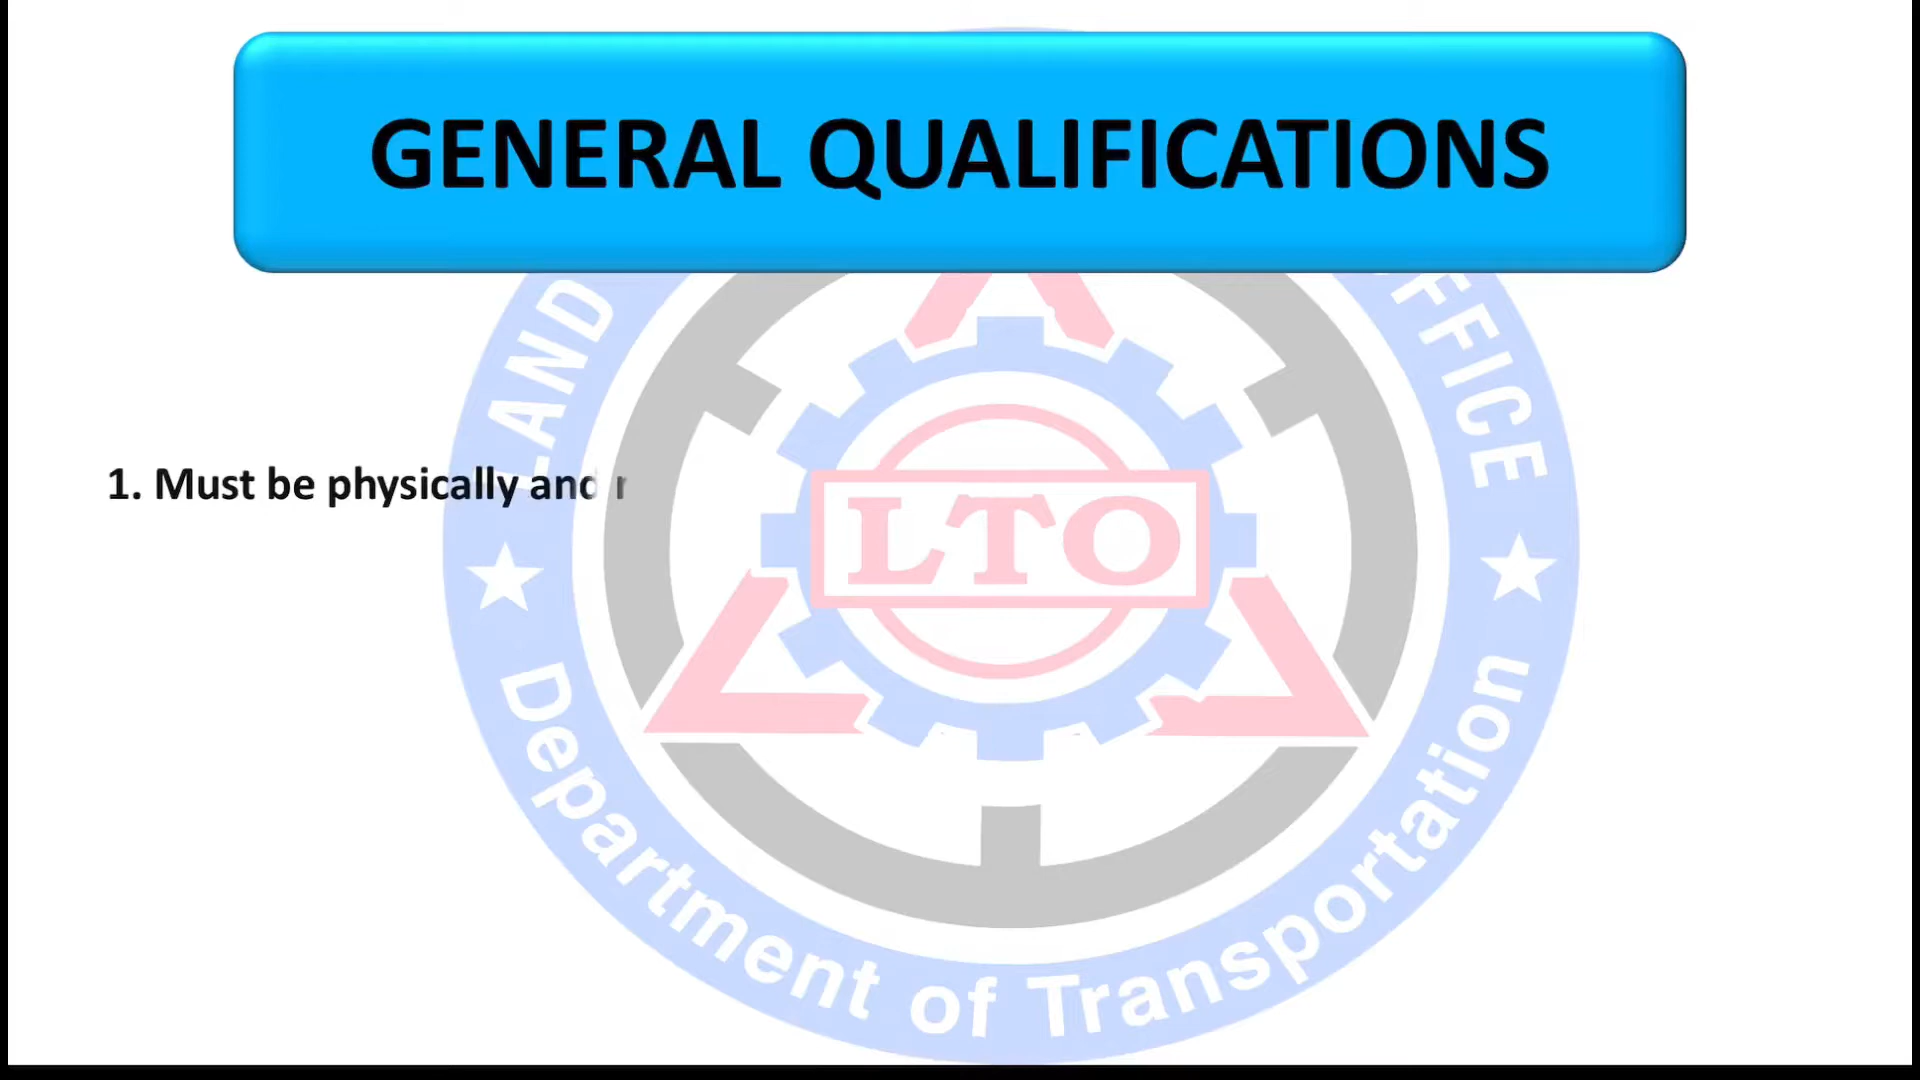 GENERAL QUALIFICATIONS
LAND OFFICE
1. Must be physically and
LTO
Department of Transportation